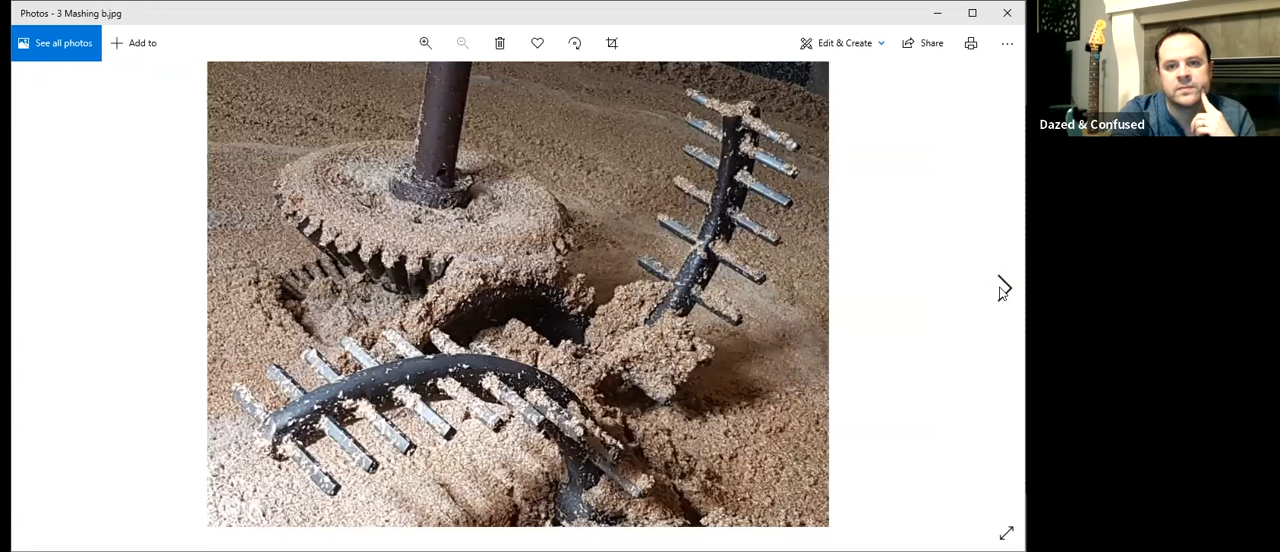 Photos - 3 Mashing b.jpg
See all photos
Add to
Edit & Create
Share
Dazed & Confused